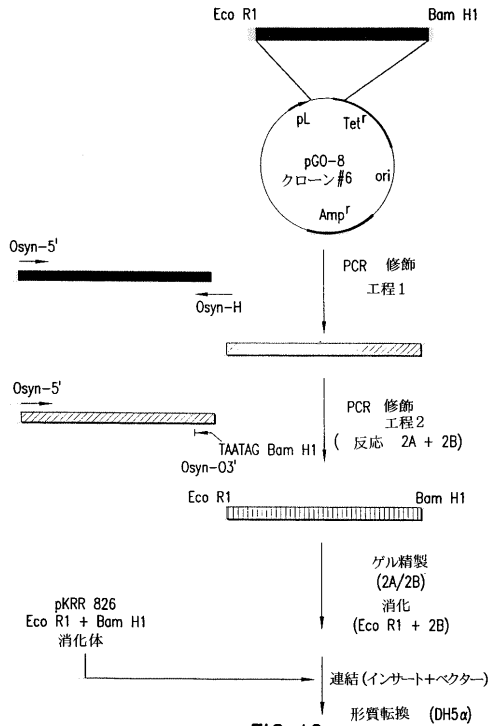 Eco R1
Bam H1
pL
Tetʳ
pGO-8
クローン#6
ori
Ampʳ
Osyn-5'
Osyn-H
PCR 修飾
工程1
Osyn-5'
TAATAG Bam H1
Osyn-03'
PCR 修飾
工程2
( 反応 2A + 2B)
Eco R1
Bam H1
ゲル精製
(2A/2B)
消化
(Eco R1 + 2B)
pKRR 826
Eco R1 + Bam H1
消化体
連結(インサート+ベクター)
形質転換 (DH5α)